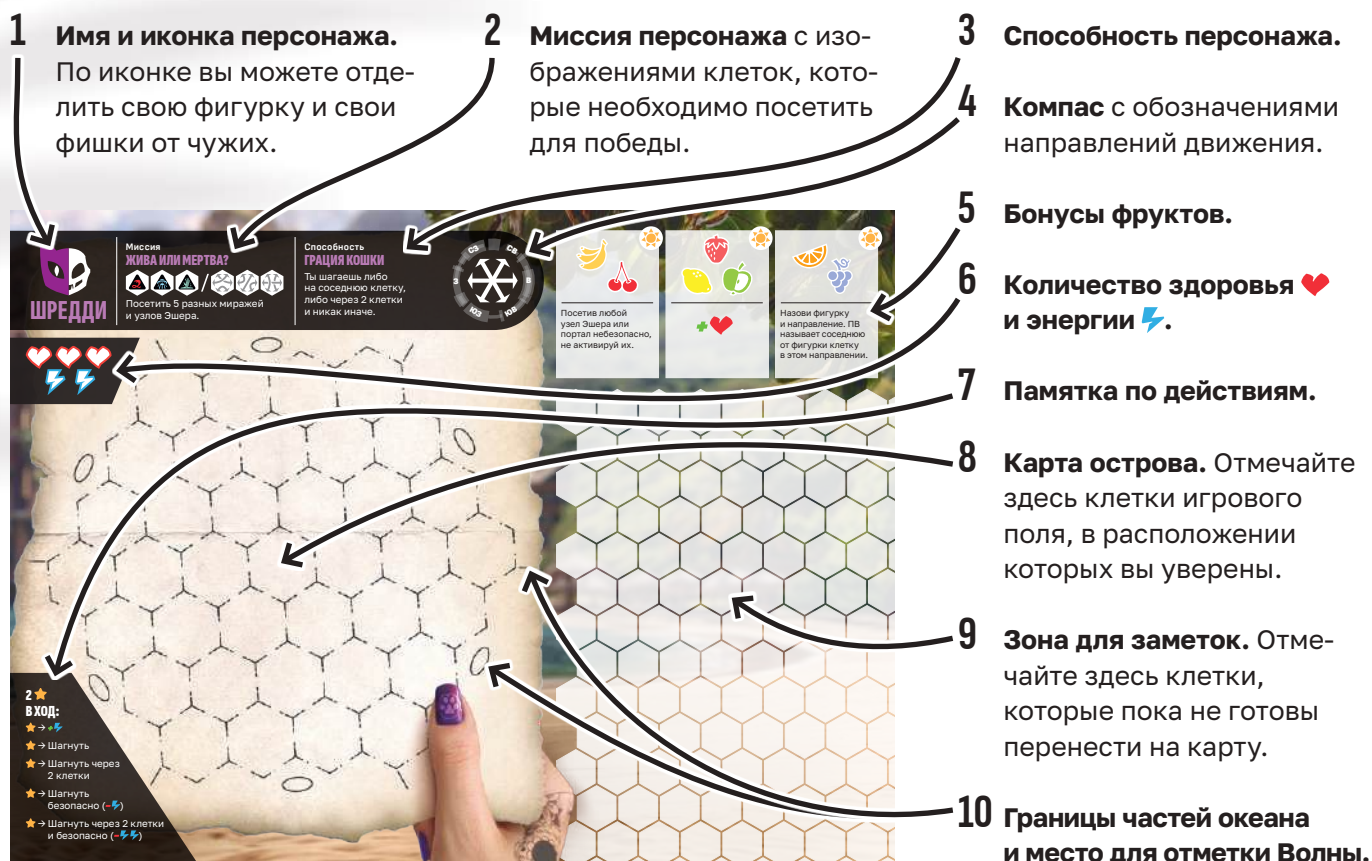 1 Имя и иконка персонажа.
По иконке вы можете отде-
лить свою фигурку и свои
фишки от чужих.
2 Миссия персонажа с изо-
бражениями клеток, кото-
рые необходимо посетить
для победы.
3 Способность персонажа.
4 Компас с обозначениями
направлений движения.
5 Бонусы фруктов.
6 Количество здоровья
и энергии .
7 Памятка по действиям.
8 Карта острова. Отмечайте
здесь клетки игрового
поля, в расположении
которых вы уверены.
9 Зона для заметок. Отме-
чайте здесь клетки,
которые пока не готовы
перенести на карту.
10 Границы частей океана
и место для отметки Волны.
ШРЕДДИ
Миссия
ЖИВА ИЛИ МЕРТВА?
/
Посетить 5 разных миражей
и узлов Эшера.
Способность
ГРАЦИЯ КОШКИ
Ты шагаешь либо
на соседнюю клетку,
либо через 2 клетки
и никак иначе.
СЗ СВ
З В
ЮЗ ЮВ
Посетив любой
узел Эшера или
портал небезопасно,
не активируй их.
+
Назови фигурку
и направление. ПВ
называет соседнюю
от фигурки клетку
в этом направлении.
2
В ХОД:
→ +
→ Шагнуть
→ Шагнуть через
2 клетки
→ Шагнуть
безопасно (–)
→ Шагнуть через 2 клетки
и безопасно (–)